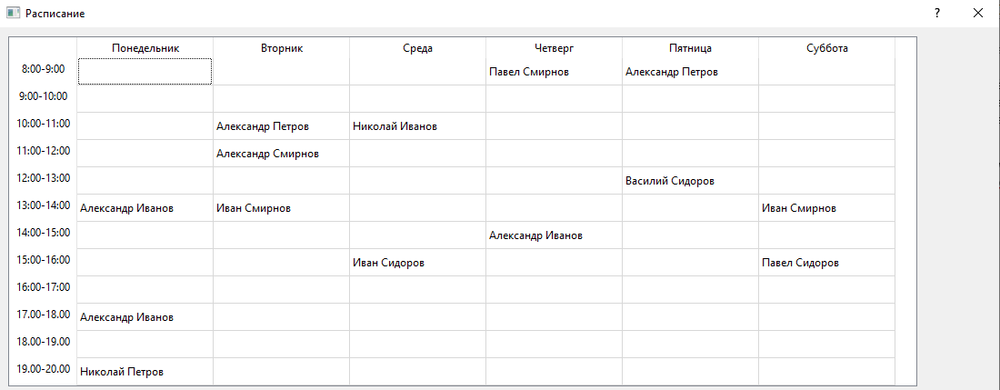 Расписание
Понедельник Вторник Среда Четверг Пятница Суббота
8:00-9:00 Павел Смирнов Александр Петров
9:00-10:00
10:00-11:00 Александр Петров Николай Иванов
11:00-12:00 Александр Смирнов
12:00-13:00 Василий Сидоров
13:00-14:00 Александр Иванов Иван Смирнов Иван Смирнов
14:00-15:00 Александр Иванов
15:00-16:00 Иван Сидоров Павел Сидоров
16:00-17:00
17.00-18.00 Александр Иванов
18.00-19.00
19.00-20.00 Николай Петров